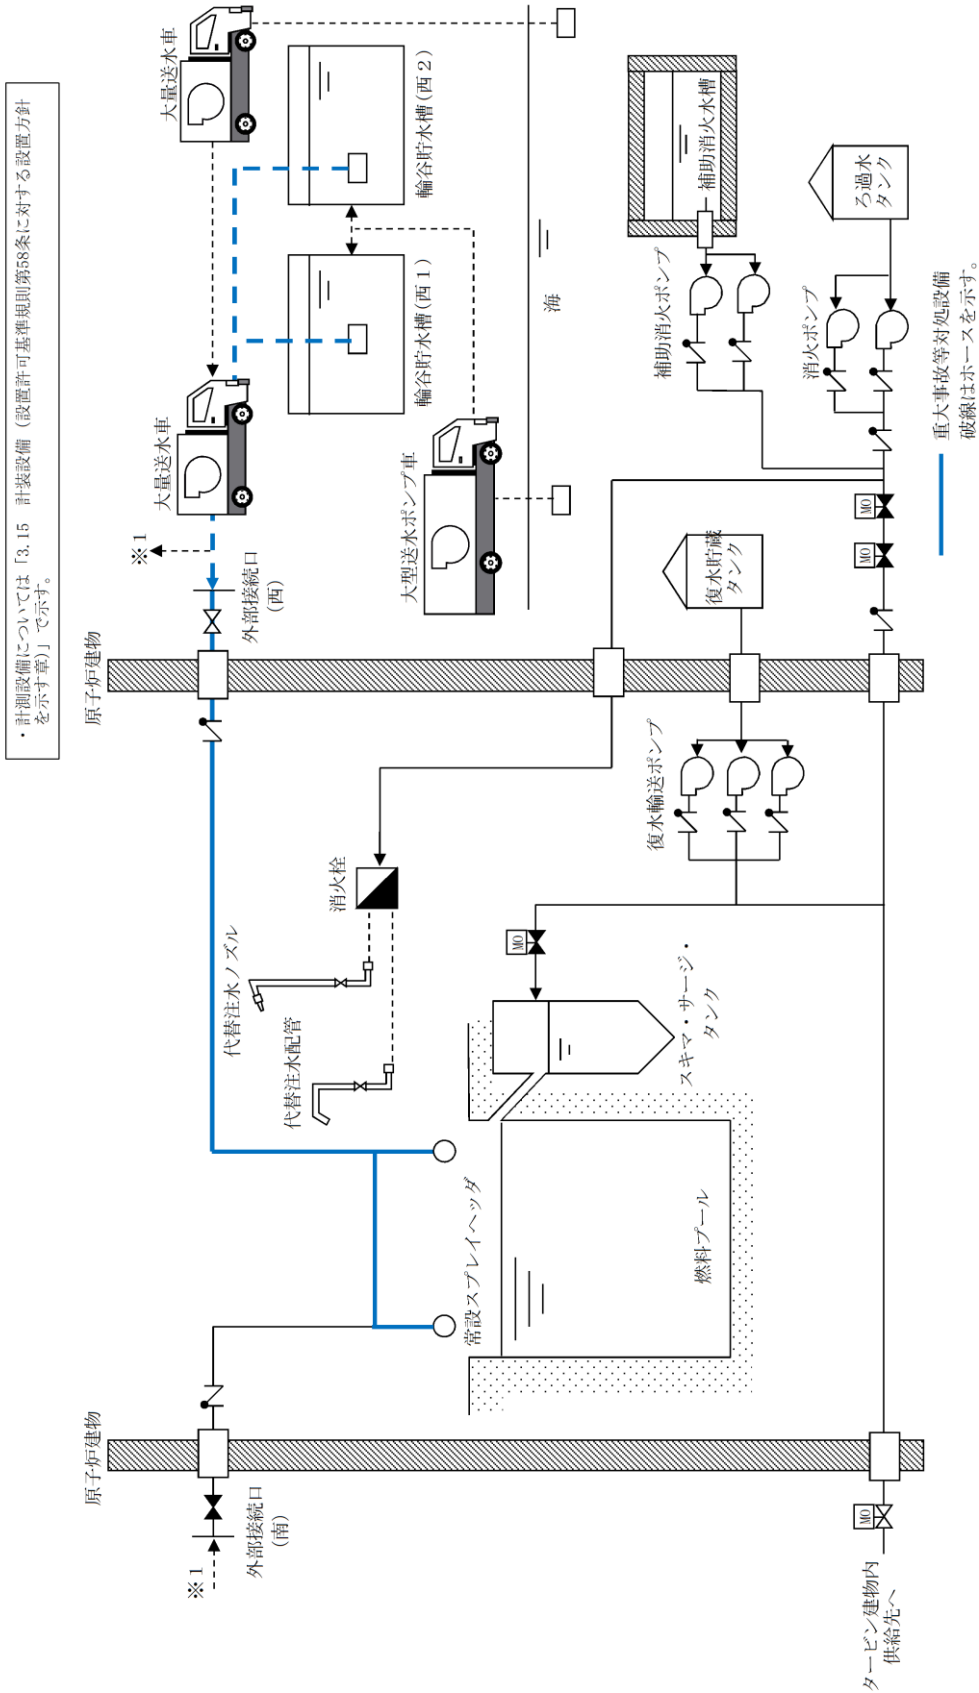 ・計測設備については「3.15　計装設備（設置許可基準規則第58条に対する設置方針
を示す章)」で示す。
原子炉建物
原子炉建物
※1
外部接続口
(南)
タービン建物内
供給先へ
MO
常設スプレイヘッダ
燃料プール
代替注水配管
代替注水ノズル
消火栓
スキマ・サージ・
タンク
MO
復水輸送ポンプ
復水貯蔵
タンク
外部接続口
(西)
※1
大量送水車
大量送水車
大型送水ポンプ車
輪谷貯水槽(西1)
輪谷貯水槽(西2)
海
補助消火ポンプ
補助消火水槽
消火ポンプ
ろ過水
タンク
MO
MO
重大事故等対処設備
破線はホースを示す。